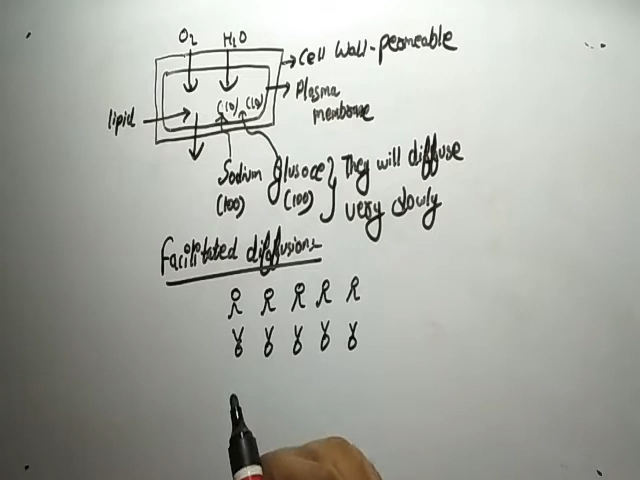 O2 H2O
Cell wall-permeable
Plasma
membrane
lipid
(10) (10)
Sodium glusoce They will diffuse
(100) (100) very slowly
Facilitated diffusions